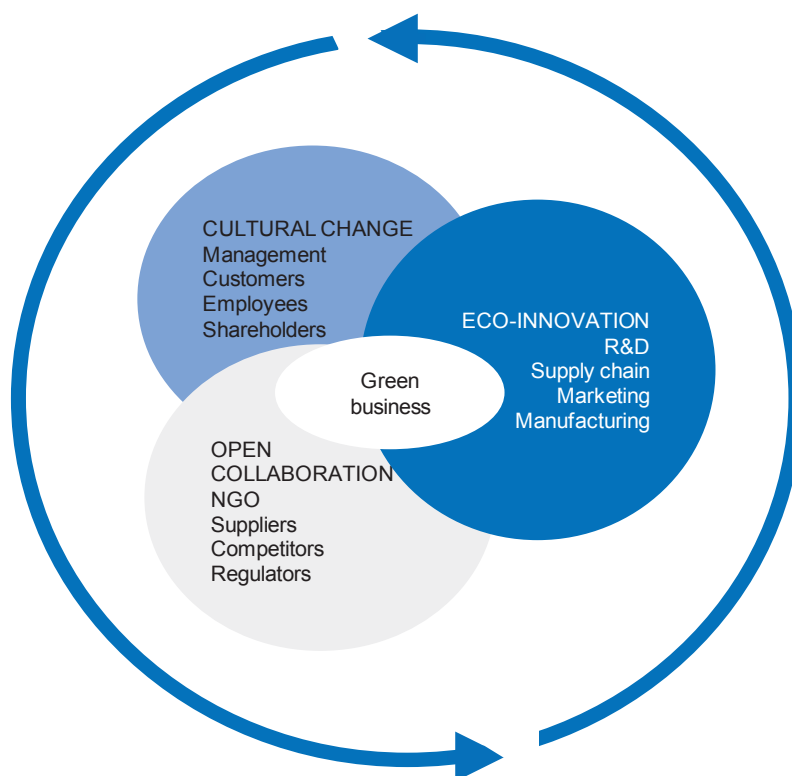 CULTURAL CHANGE
Management
Customers
Employees
Shareholders
ECO-INNOVATION
R&D
Supply chain
Marketing
Manufacturing
Green
business
OPEN
COLLABORATION
NGO
Suppliers
Competitors
Regulators